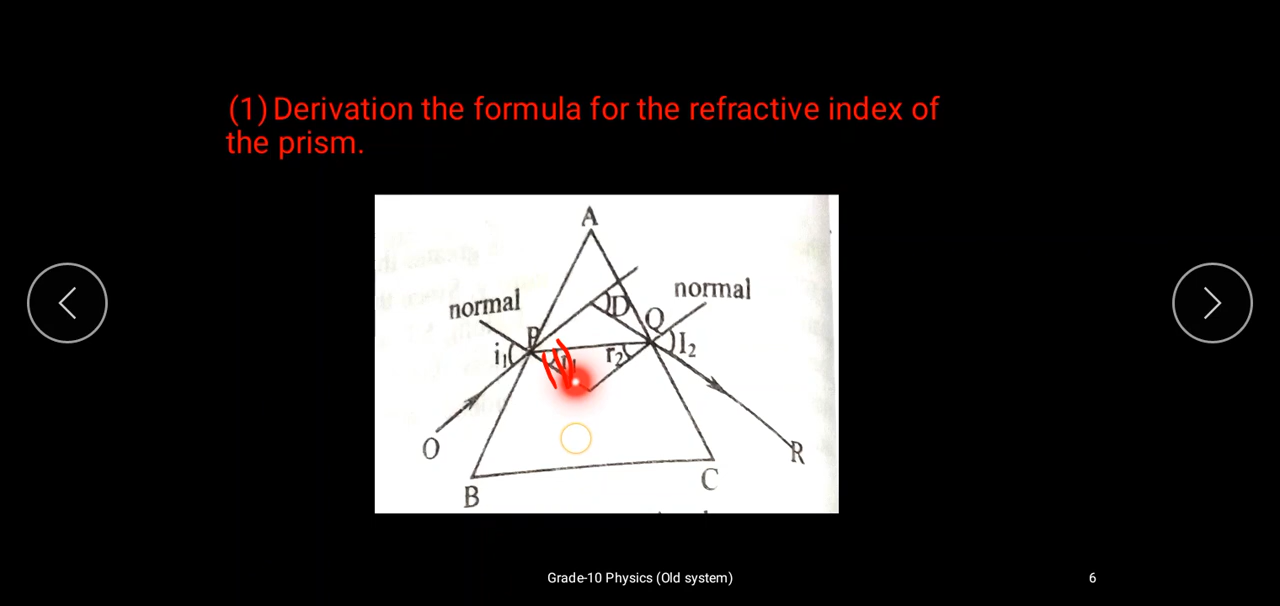 (1) Derivation the formula for the refractive index of
the prism.
A
normal
D
normal
P
Q
i₁
r₁
r₂
I₂
O
R
B
C
Grade-10 Physics (Old system)
6